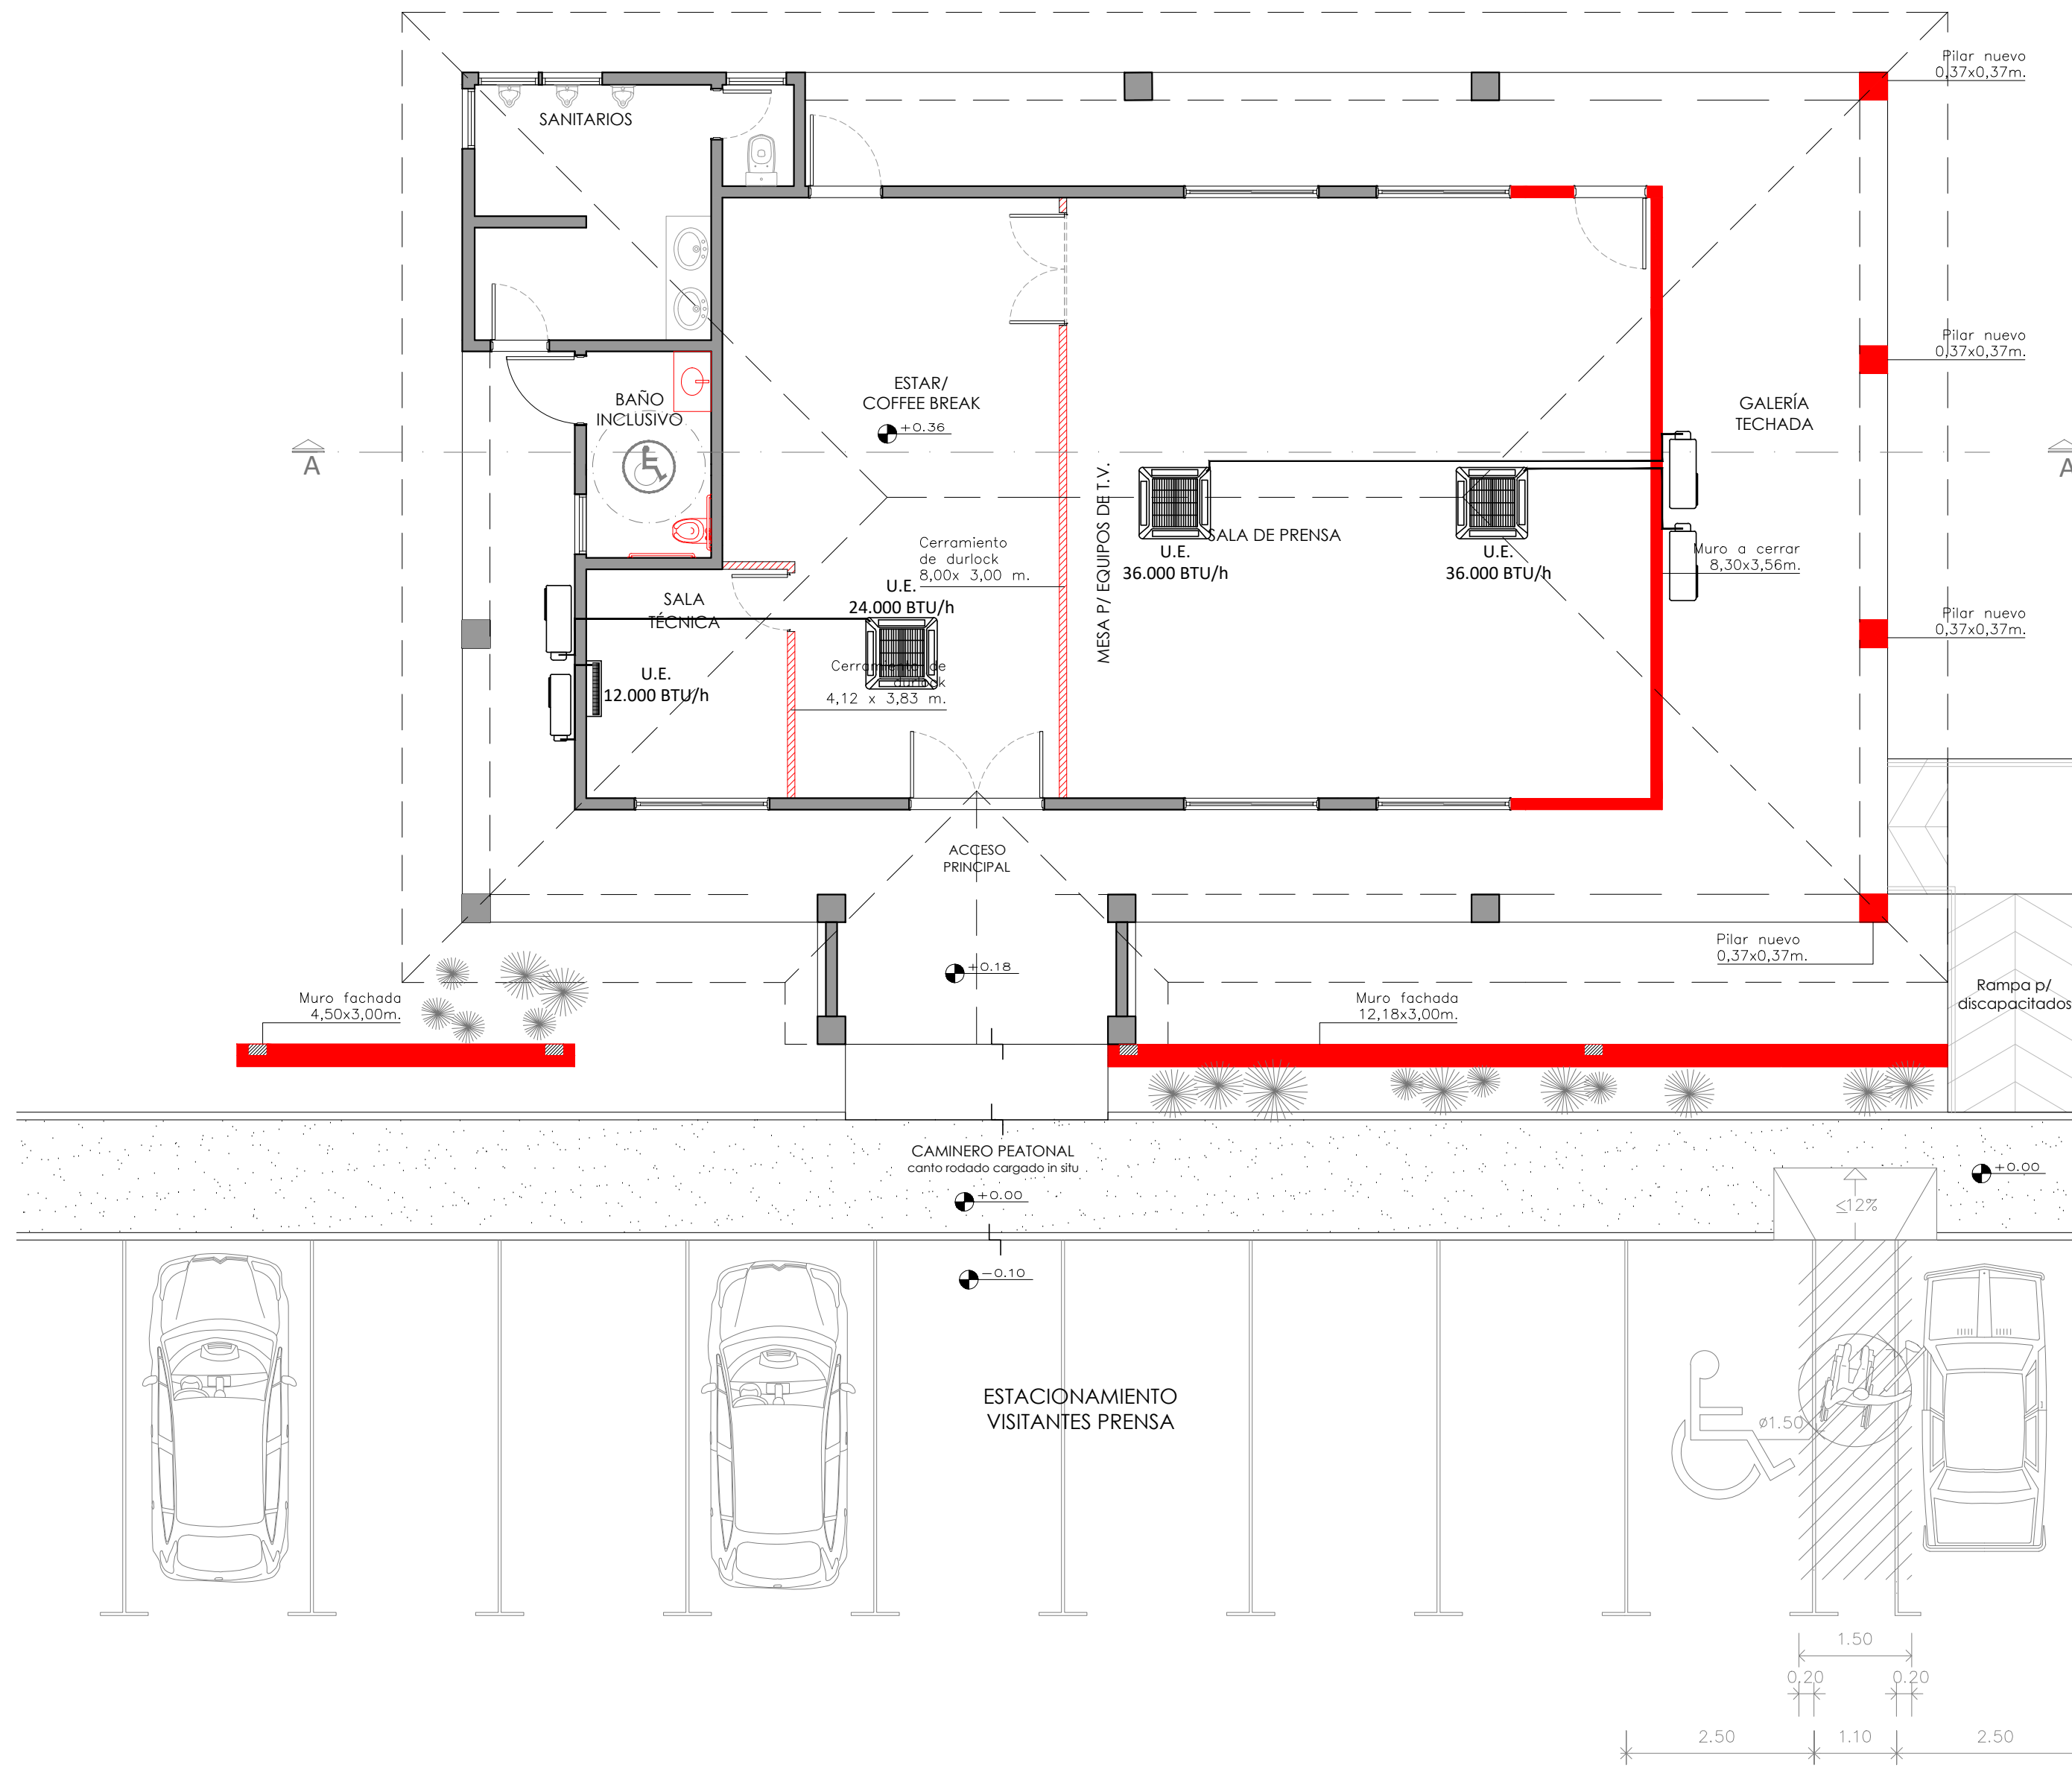 Pilar nuevo
0,37x0,37m.
SANITARIOS
Pilar nuevo
0,37x0,37m.
ESTAR/
COFFEE BREAK
+0.36
BAÑO
INCLUSIVO
GALERÍA
TECHADA
A
A
MESA P/ EQUIPOS DE T.V.
SALA DE PRENSA
U.E.
36.000 BTU/h
U.E.
36.000 BTU/h
Muro a cerrar
8,30x3,56m.
Cerramiento
de durlock
8,00x 3,00 m.
U.E.
24.000 BTU/h
SALA
TÉCNICA
Pilar nuevo
0,37x0,37m.
U.E.
12.000 BTU/h
Cerramiento de
durlock
4,12 x 3,83 m.
ACCESO
PRINCIPAL
Pilar nuevo
0,37x0,37m.
+0.18
Muro fachada
4,50x3,00m.
Muro fachada
12,18x3,00m.
Rampa p/
discapacitados
CAMINERO PEATONAL
canto rodado cargado in situ
+0.00
+0.00
≤12%
-0.10
ESTACIONAMIENTO
VISITANTES PRENSA
ø1.50
1.50
0.20
0.20
2.50
1.10
2.50